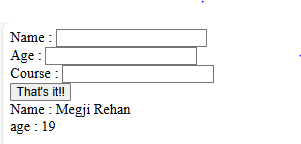 Name :
Age :
Course :
That's it!!
Name : Megji Rehan
age : 19